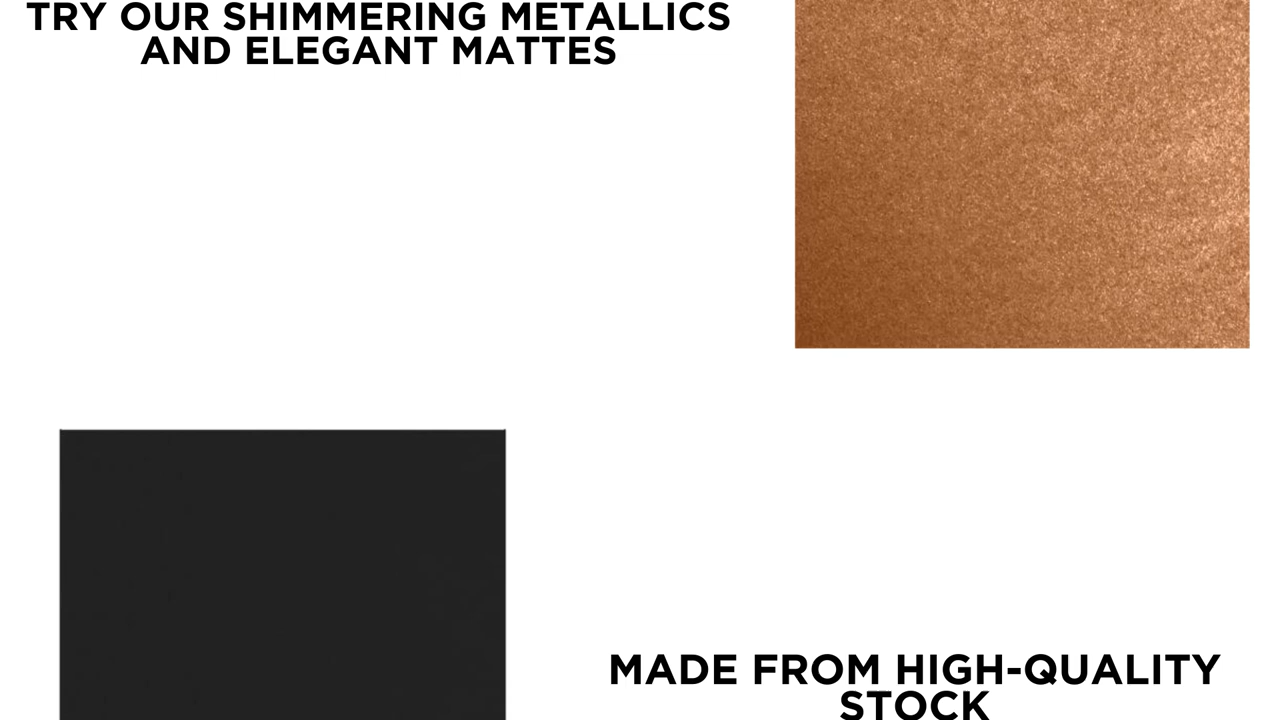 TRY OUR SHIMMERING METALLICS
AND ELEGANT MATTES
MADE FROM HIGH-QUALITY
STOCK